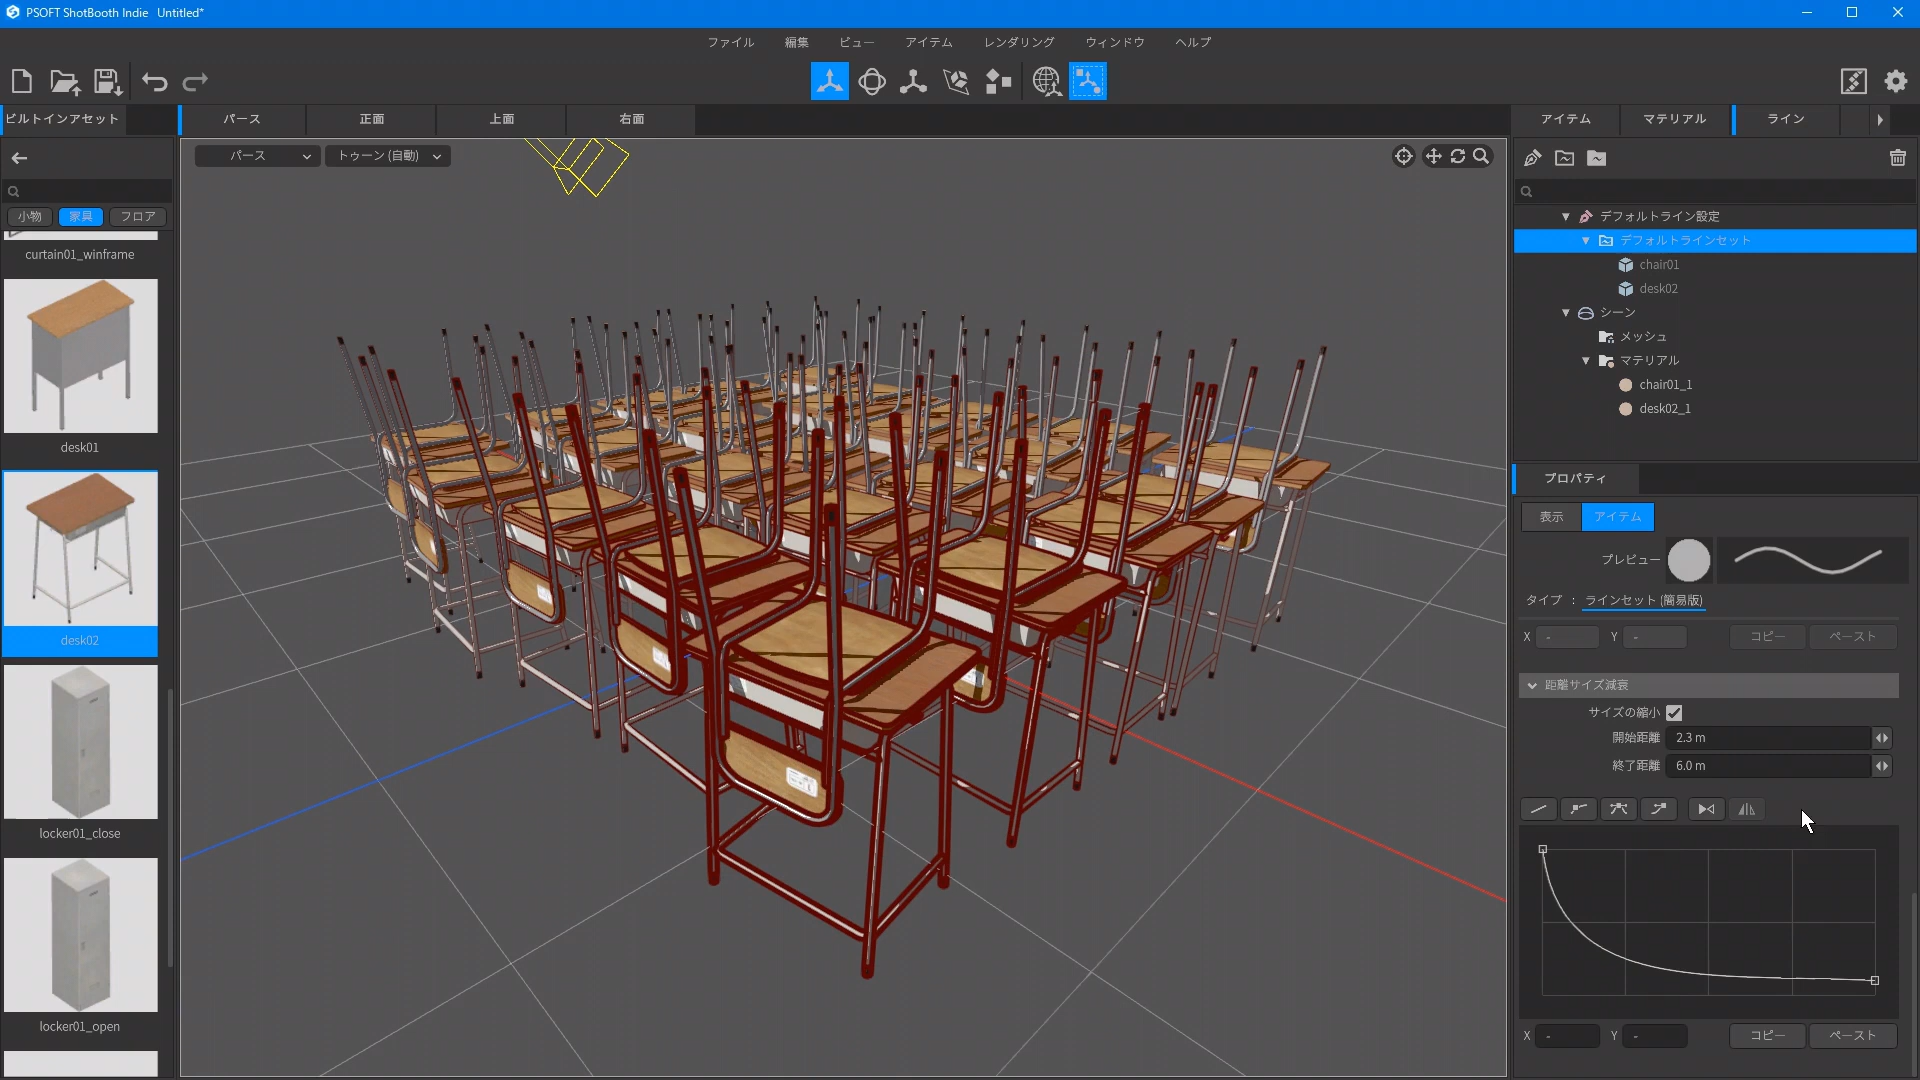 PSOFT ShotBooth Indie   Untitled*
ファイル 編集 ビュー アイテム レンダリング ウィンドウ ヘルプ
ビルトインアセット
パース 正面 上面 右面
アイテム マテリアル ライン
パース トゥーン (自動)
小物 家具 フロア
curtain01_winframe
desk01
desk02
locker01_close
locker01_open
デフォルトライン設定
デフォルトラインセット
chair01
desk02
シーン
メッシュ
マテリアル
chair01_1
desk02_1
プロパティ
表示 アイテム
プレビュー
タイプ : ラインセット (簡易版)
X - Y - コピー ペースト
距離サイズ減衰
サイズの縮小
開始距離 2.3 m
終了距離 6.0 m
X - Y - コピー ペースト